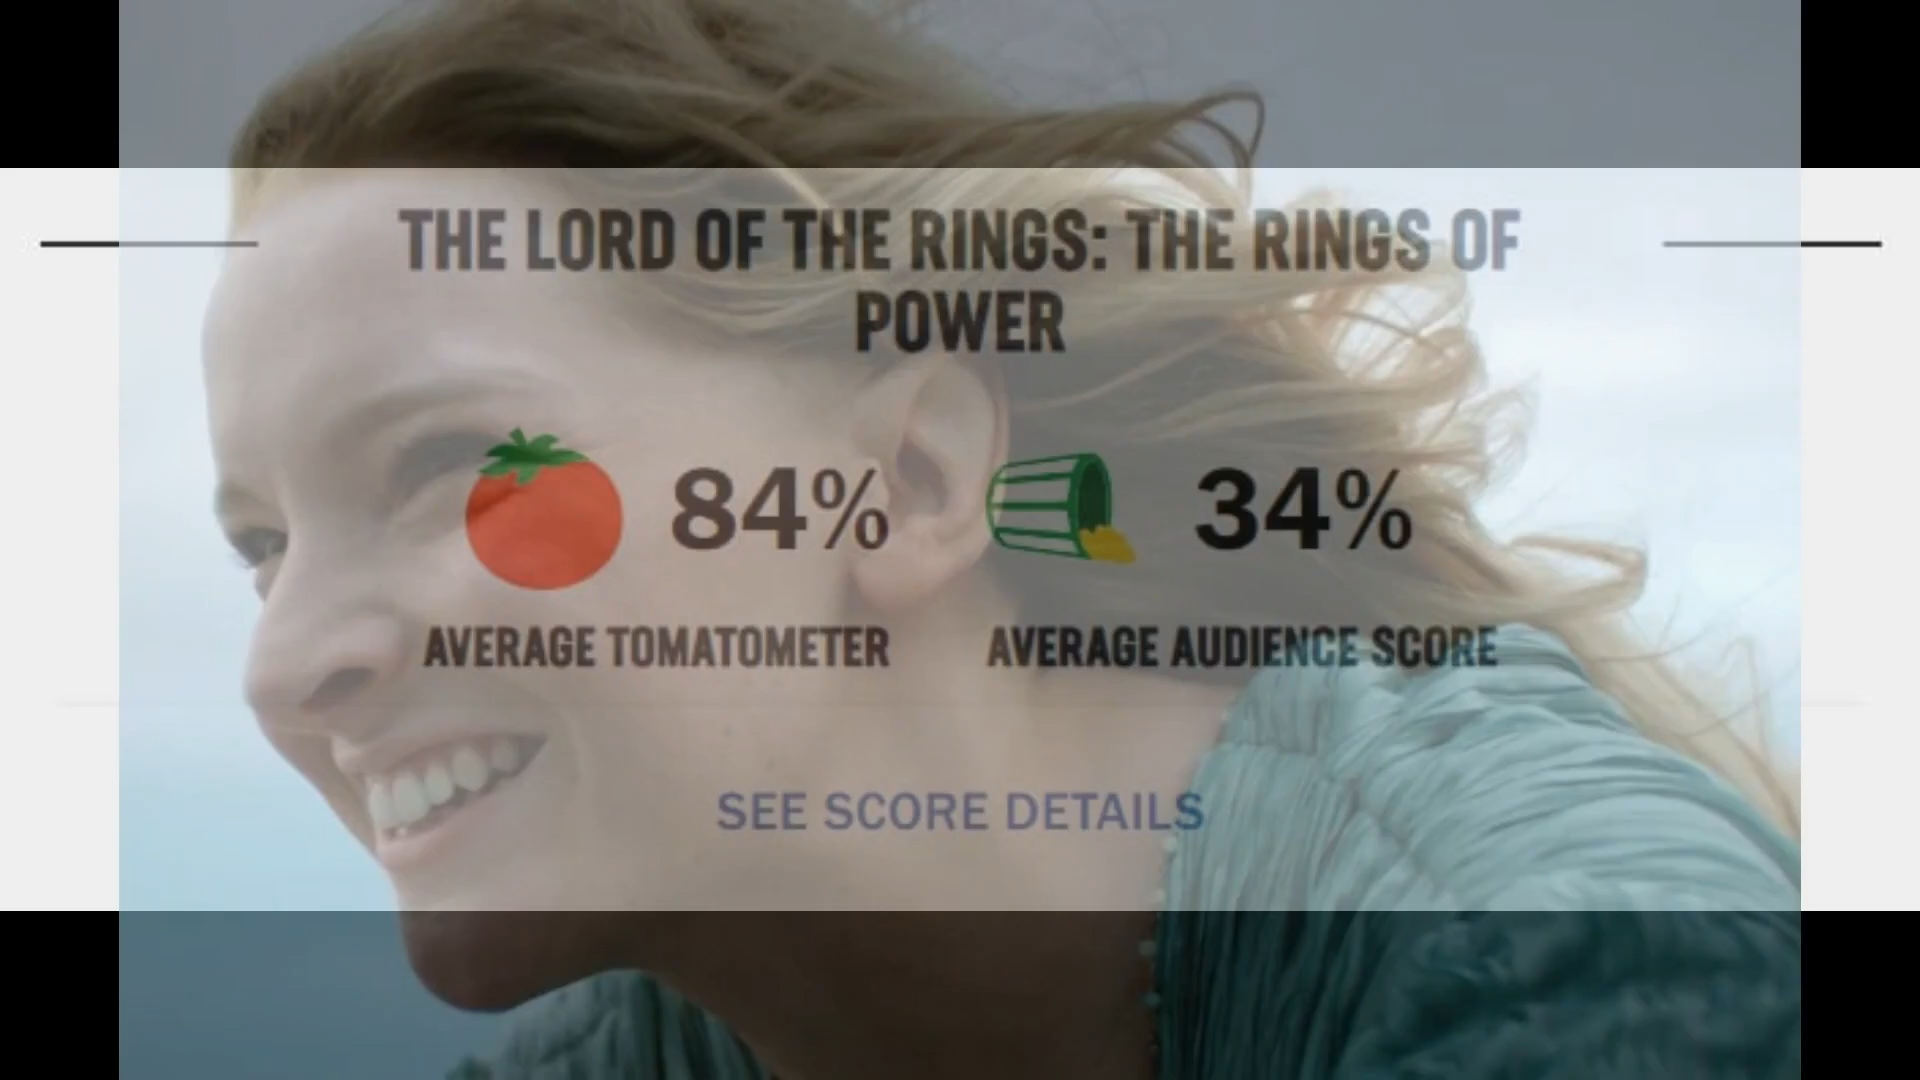 THE LORD OF THE RINGS: THE RINGS OF
POWER
84% 34%
AVERAGE TOMATOMETER AVERAGE AUDIENCE SCORE
SEE SCORE DETAILS